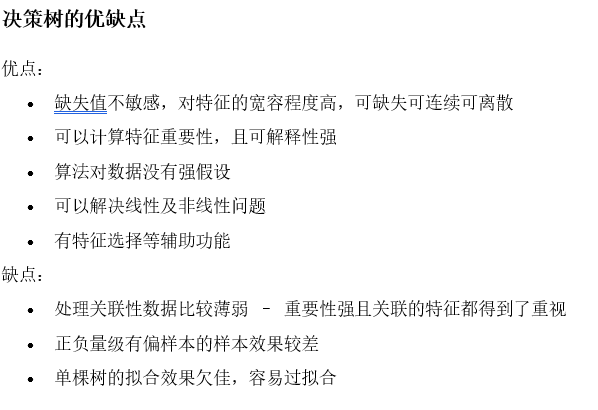 决策树的优缺点
优点：
• 缺失值不敏感，对特征的宽容程度高，可缺失可连续可离散
• 可以计算特征重要性，且可解释性强
• 算法对数据没有强假设
• 可以解决线性及非线性问题
• 有特征选择等辅助功能
缺点：
• 处理关联性数据比较薄弱 – 重要性强且关联的特征都得到了重视
• 正负量级有偏样本的样本效果较差
• 单棵树的拟合效果欠佳，容易过拟合